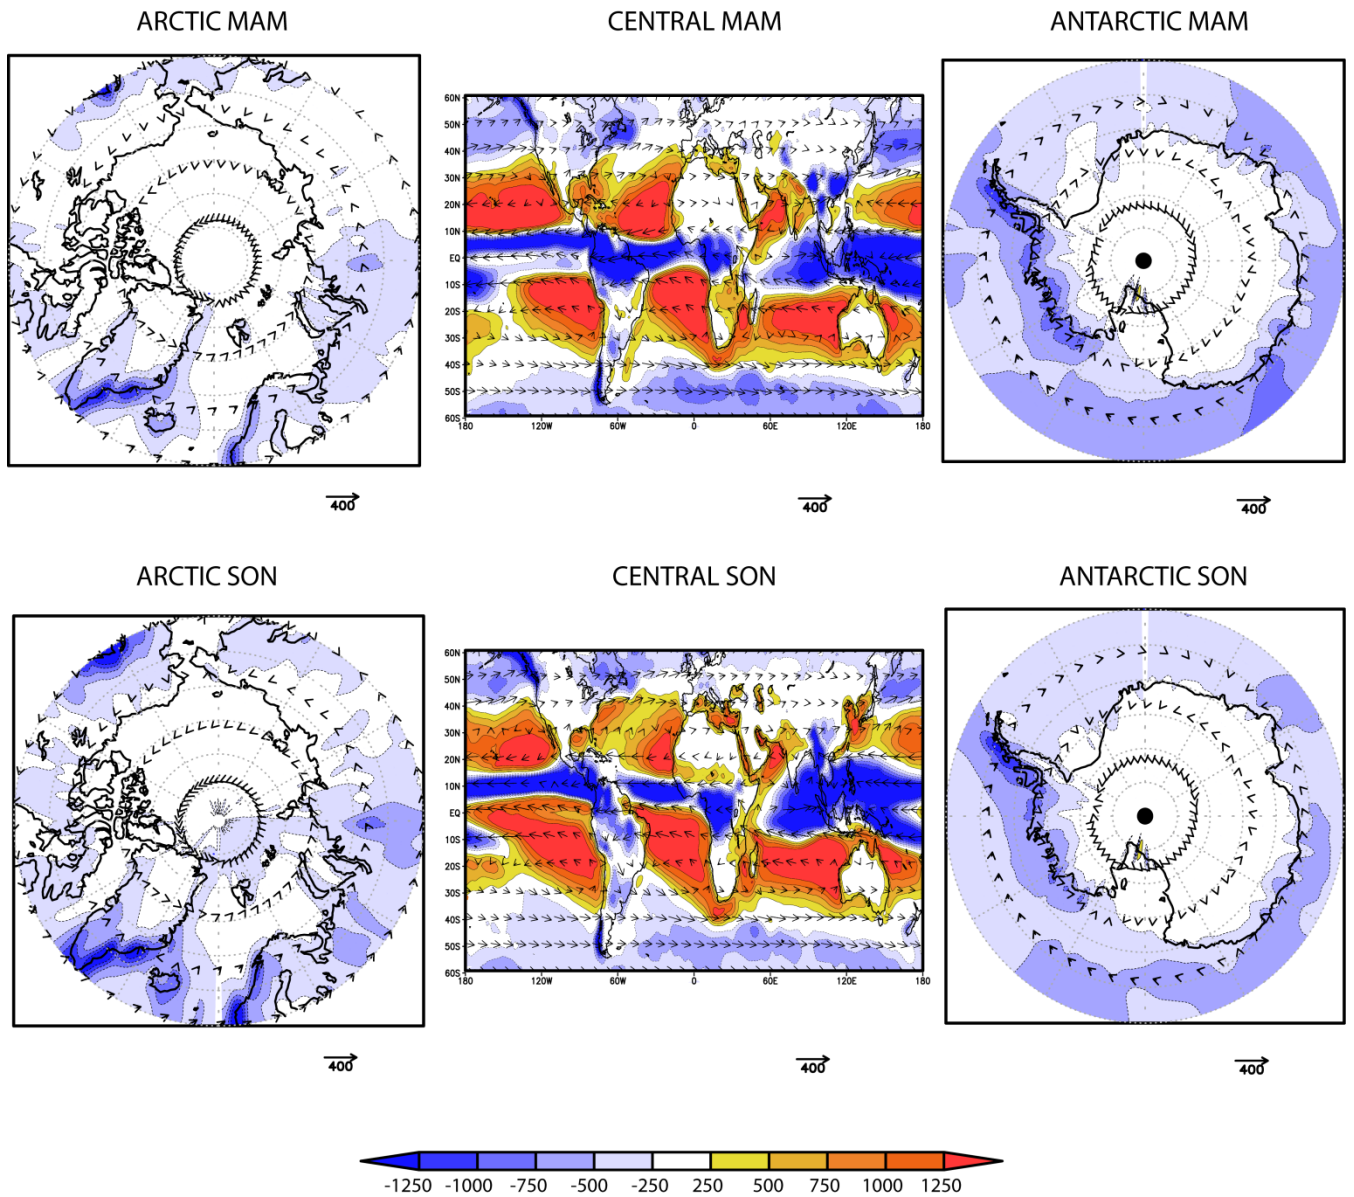 ARCTIC MAM
CENTRAL MAM
ANTARCTIC MAM
60N
50N
40N
30N
20N
10N
EQ
10S
20S
30S
40S
50S
60S
180 120W 60W 0 60E 120E 180
400
400
400
ARCTIC SON
CENTRAL SON
ANTARCTIC SON
60N
50N
40N
30N
20N
10N
EQ
10S
20S
30S
40S
50S
60S
180 120W 60W 0 60E 120E 180
400
400
400
-1250 -1000 -750 -500 -250 250 500 750 1000 1250